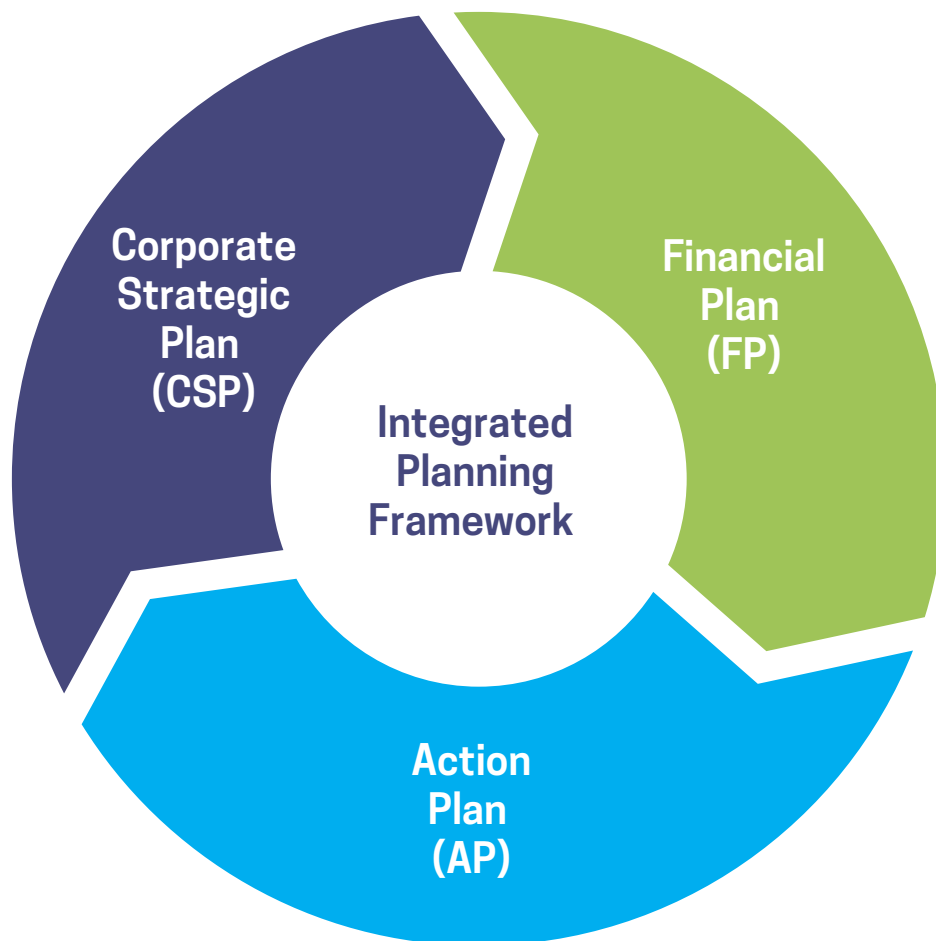 Corporate
Strategic
Plan
(CSP)
Financial
Plan
(FP)
Integrated
Planning
Framework
Action
Plan
(AP)